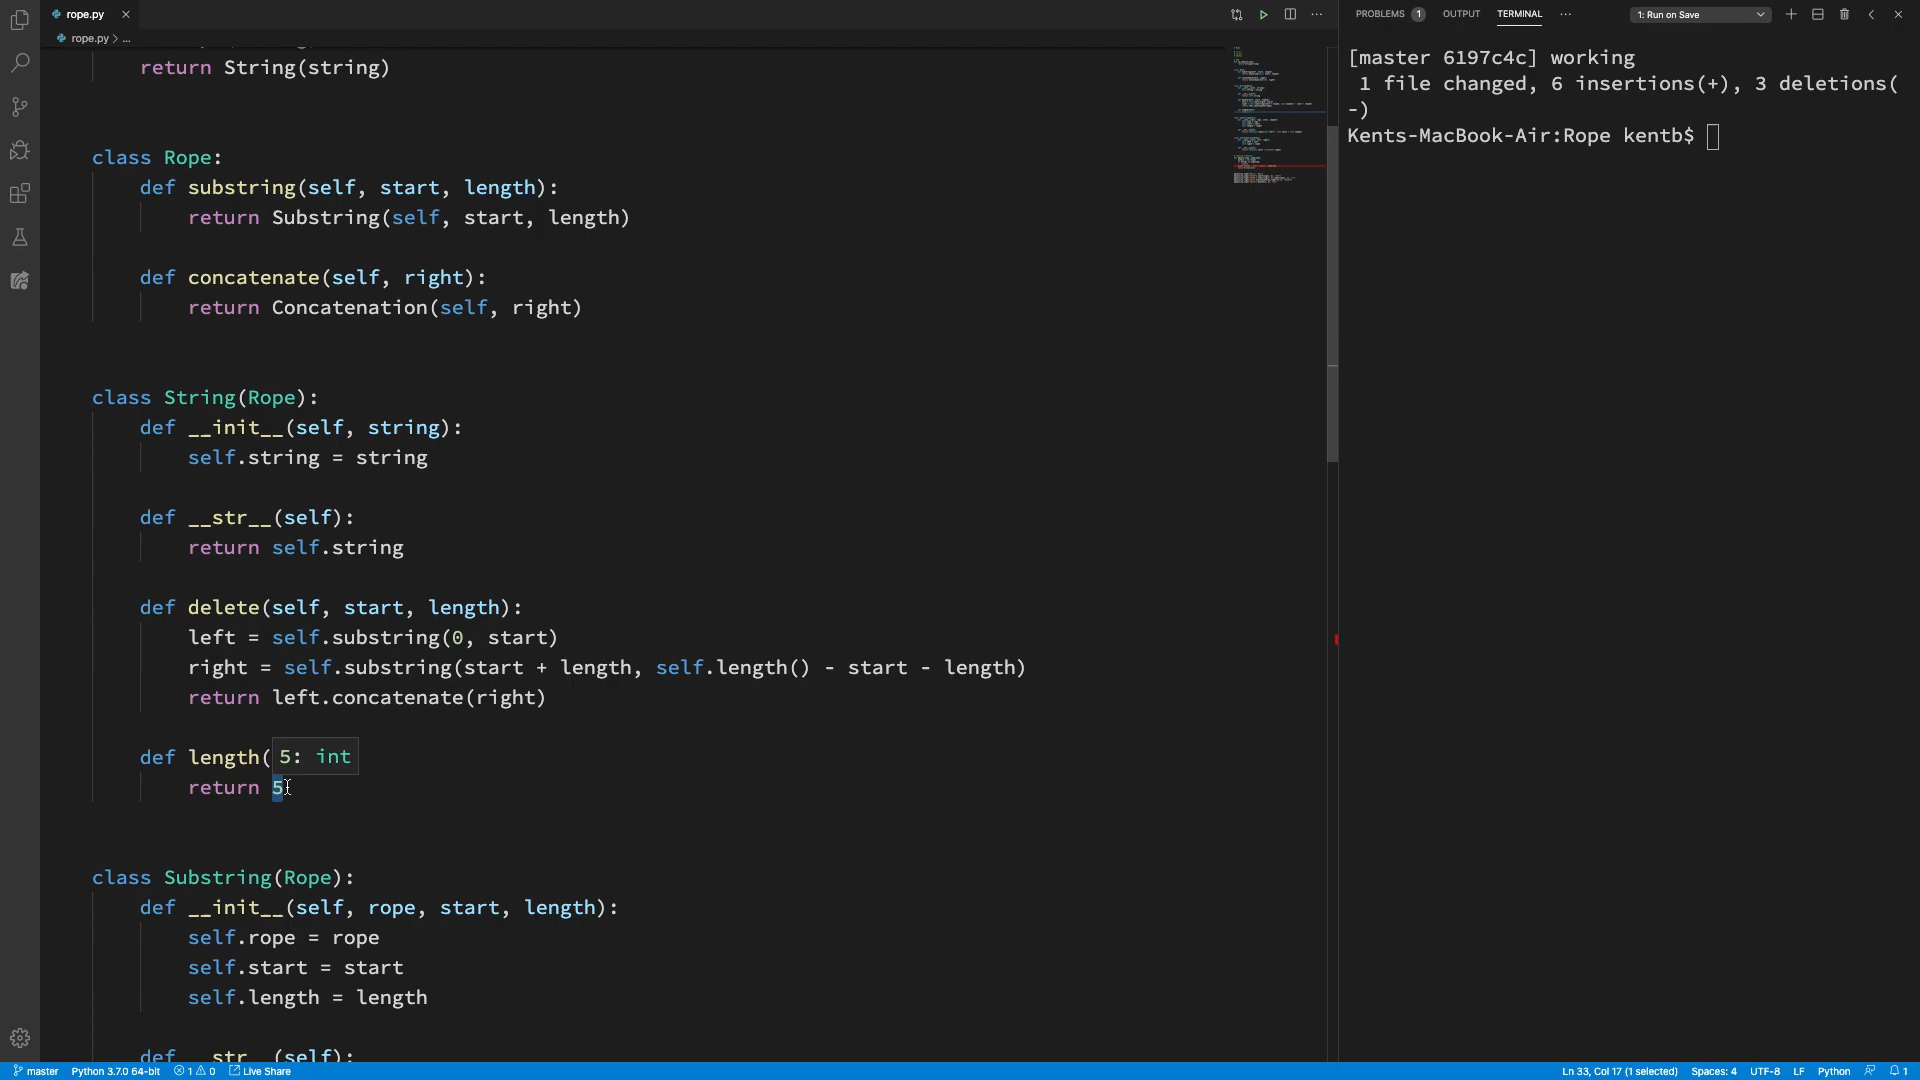 rope.py
PROBLEMS 1 OUTPUT TERMINAL ··· 1: Run on Save
rope.py > ...
return String(string)
class Rope:
def substring(self, start, length):
return Substring(self, start, length)
def concatenate(self, right):
return Concatenation(self, right)
class String(Rope):
def __init__(self, string):
self.string = string
def __str__(self):
return self.string
def delete(self, start, length):
left = self.substring(0, start)
right = self.substring(start + length, self.length() - start - length)
return left.concatenate(right)
def length( 5: int
return 5
class Substring(Rope):
def __init__(self, rope, start, length):
self.rope = rope
self.start = start
self.length = length
def __str__(self):
[master 6197c4c] working
1 file changed, 6 insertions(+), 3 deletions(
-)
Kents-MacBook-Air:Rope kentb$
master Python 3.7.0 64-bit 1 0 Live Share Ln 33, Col 17 (1 selected) Spaces: 4 UTF-8 LF Python 1